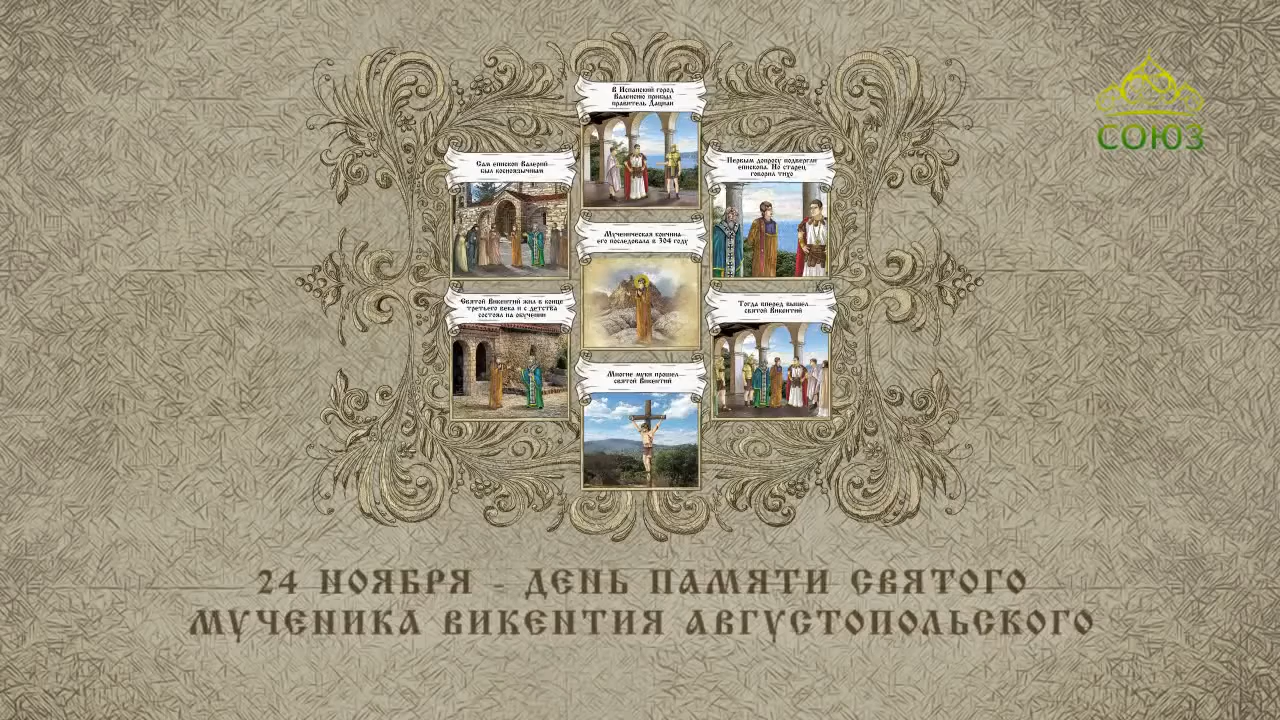 СОЮЗ
В Испанский город
Валенсию прибыл
правитель Дациан
Сам епископ Валерий
был косноязычным
Первым допросу подвергли
епископа. Но старец
говорил тихо
Мученическая кончина
его последовала в 304 году
Святой Викентий жил в конце
третьего века и с детства
состоял на обучении
Тогда вперед вышел
святой Викентий
Многие муки прошел
святой Викентий
24 НОЯБРЯ - ДЕНЬ ПАМЯТИ СВЯТОГО
МУЧЕНИКА ВИКЕНТИЯ АВГУСТОПОЛЬСКОГО